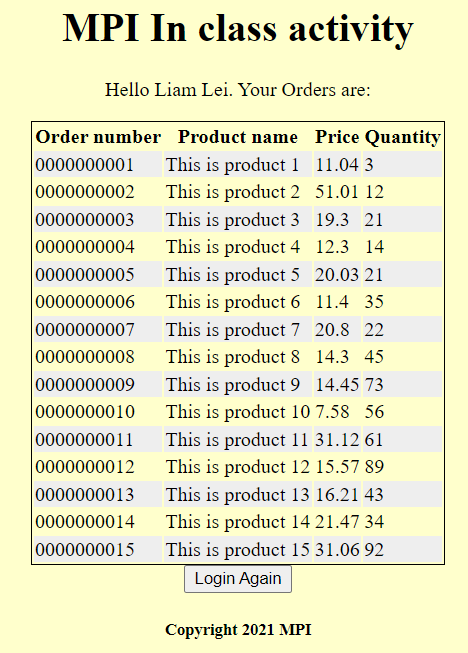 MPI In class activity
Hello Liam Lei. Your Orders are:
Order number Product name Price Quantity
0000000001 This is product 1 11.04 3
0000000002 This is product 2 51.01 12
0000000003 This is product 3 19.3 21
0000000004 This is product 4 12.3 14
0000000005 This is product 5 20.03 21
0000000006 This is product 6 11.4 35
0000000007 This is product 7 20.8 22
0000000008 This is product 8 14.3 45
0000000009 This is product 9 14.45 73
0000000010 This is product 10 7.58 56
0000000011 This is product 11 31.12 61
0000000012 This is product 12 15.57 89
0000000013 This is product 13 16.21 43
0000000014 This is product 14 21.47 34
0000000015 This is product 15 31.06 92
Login Again
Copyright 2021 MPI